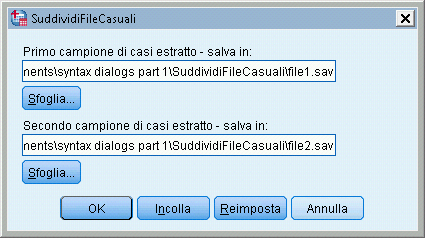 SuddividiFileCasuali
Primo campione di casi estratto - salva in:
nents\syntax dialogs part 1\SuddividiFileCasuali\file1.sav
Sfoglia...
Secondo campione di casi estratto - salva in:
nents\syntax dialogs part 1\SuddividiFileCasuali\file2.sav
Sfoglia...
OK Incolla Reimposta Annulla